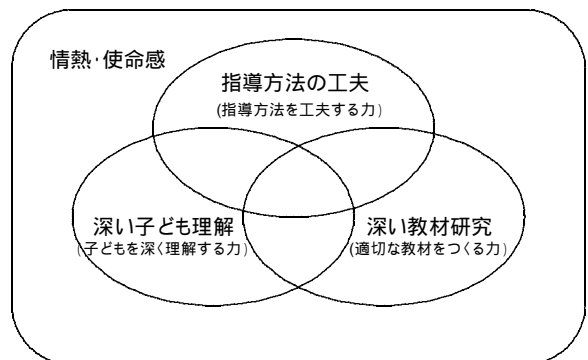 情熱・使命感
指導方法の工夫
(指導方法を工夫する力)
深い子ども理解
(子どもを深く理解する力)
深い教材研究
(適切な教材をつくる力)